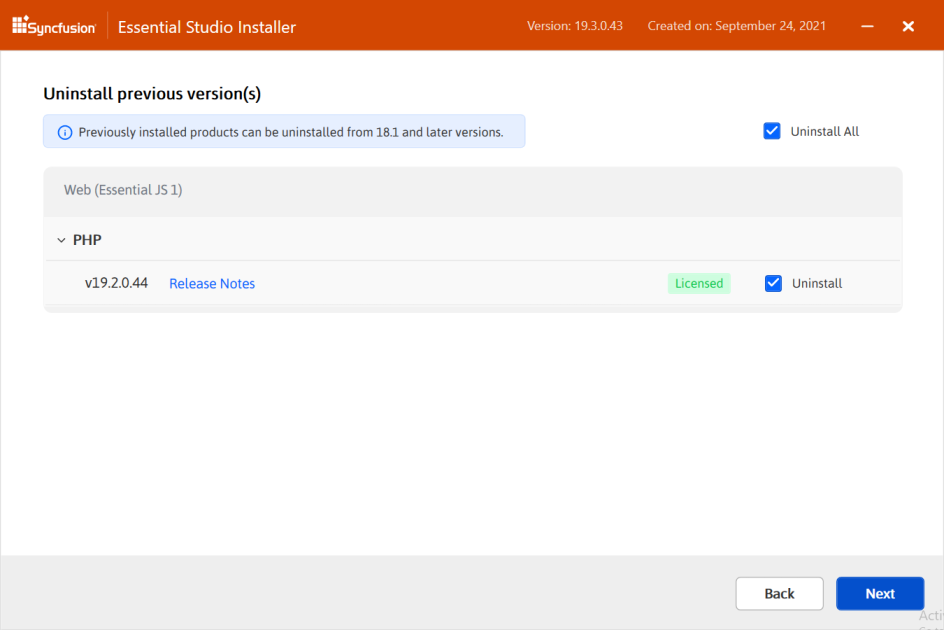 Syncfusion Essential Studio Installer Version: 19.3.0.43 Created on: September 24, 2021
Uninstall previous version(s)
Previously installed products can be uninstalled from 18.1 and later versions. Uninstall All
Web (Essential JS 1)
PHP
v19.2.0.44 Release Notes Licensed Uninstall
Back Next